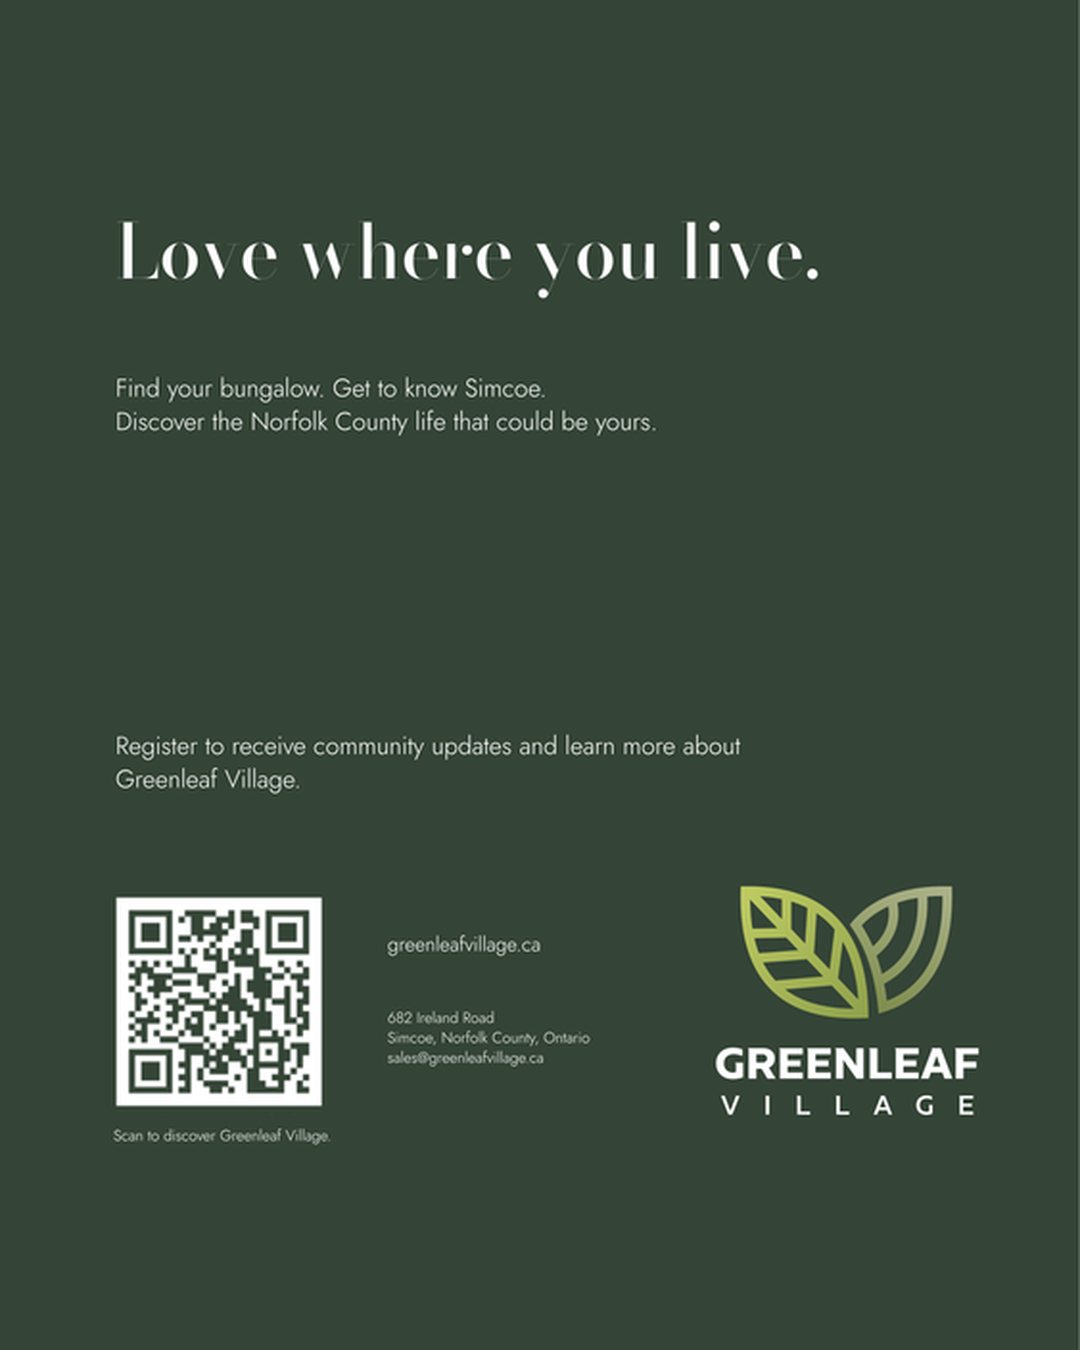 Love where you live.
Find your bungalow. Get to know Simcoe.
Discover the Norfolk County life that could be yours.
Register to receive community updates and learn more about
Greenleaf Village.
greenleafvillage.ca
682 Ireland Road
Simcoe, Norfolk County, Ontario
sales@greenleafvillage.ca
Scan to discover Greenleaf Village.
GREENLEAF
VILLAGE